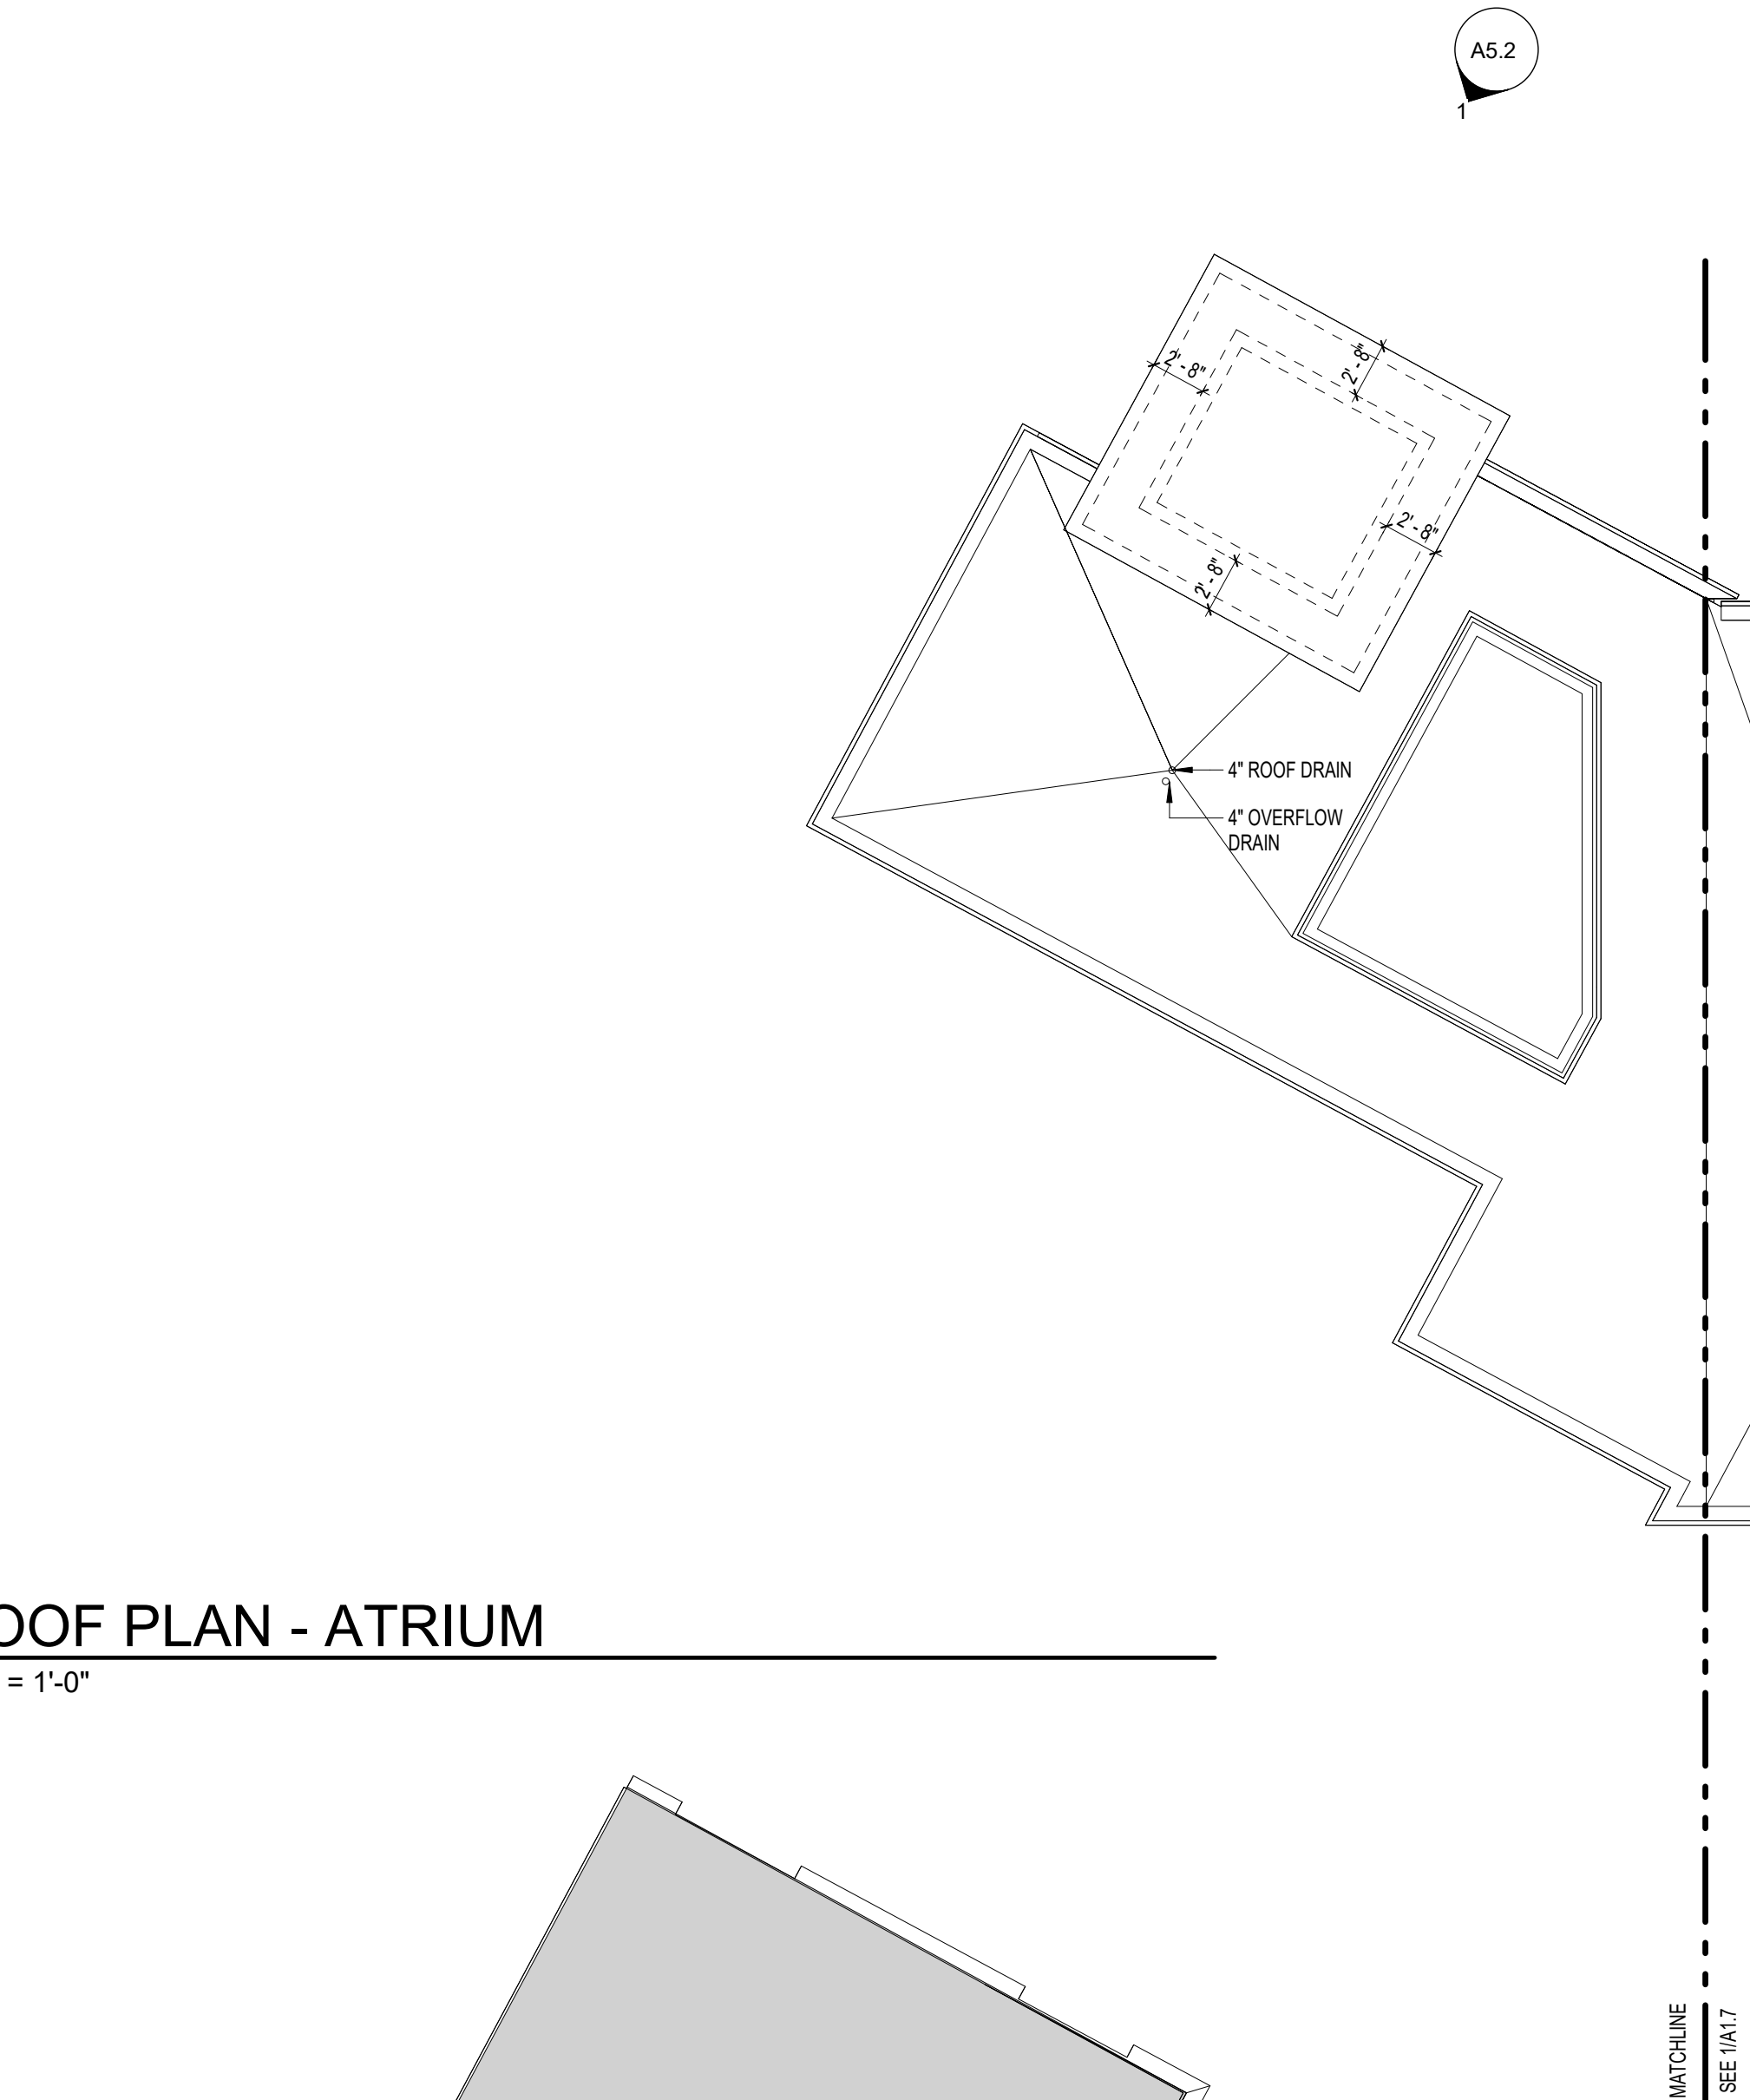 A5.2
1
2'-8"
2'-8"
2'-8"
2'-8"
4" ROOF DRAIN
4" OVERFLOW
DRAIN
OOF PLAN - ATRIUM
= 1'-0"
MATCHLINE
SEE 1/A1.7